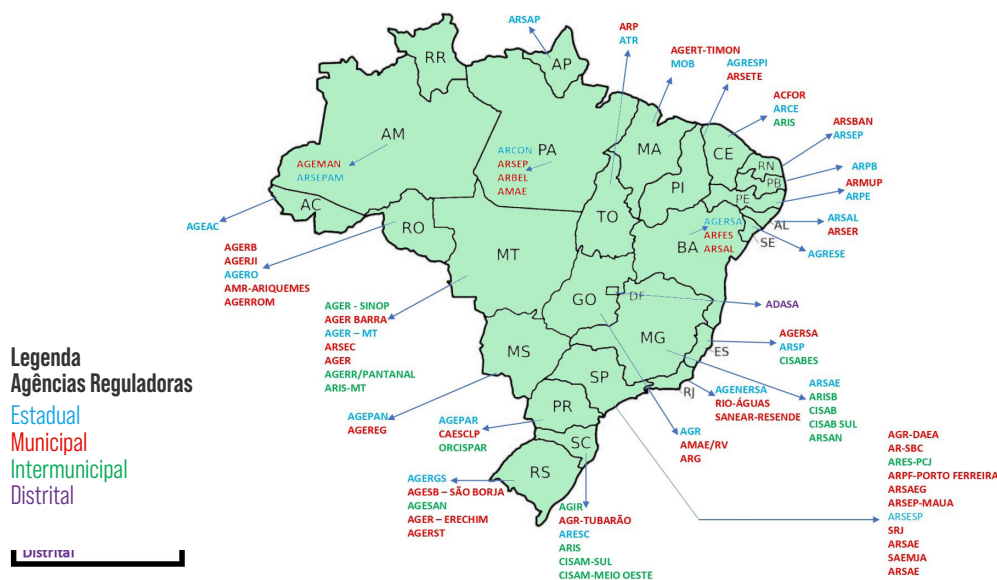 ARSAP
ARP
ATR
AGERT-TIMON
MOB
AGRESPI
ARSETE
ACFOR
ARCE
ARIS
ARSBAN
ARSEP
ARPB
ARMUP
ARPE
ARSAL
ARSER
AGRESE
RR
AP
AM
PA
MA
CE
RN
PB
PE
AL
SE
PI
TO
BA
AC
RO
MT
GO
DF
MG
ES
MS
SP
RJ
PR
SC
RS
AGEMAN
ARSEPAM
ARCON
ARSEP
ARBEL
AMAE
AGERSA
ARFES
ARSAL
AGEAC
AGERB
AGERJI
AGERO
AMR-ARIQUEMES
AGERROM
AGER - SINOP
AGER BARRA
AGER – MT
ARSEC
AGER
AGERR/PANTANAL
ARIS-MT
ADASA
AGERSA
ARSP
CISABES
ARSAE
ARISB
CISAB
CISAB SUL
ARSAN
AGENERSA
RIO-ÁGUAS
SANEAR-RESENDE
AGEPAN
AGEREG
AGEPAR
CAESCLP
ORCISPAR
AGR
AMAE/RV
ARG
AGERGS
AGESB – SÃO BORJA
AGESAN
AGER – ERECHIM
AGERST
AGIR
AGR-TUBARÃO
ARESC
ARIS
CISAM-SUL
CISAM-MEIO OESTE
AGR-DAEA
AR-SBC
ARES-PCJ
ARPF-PORTO FERREIRA
ARSAEG
ARSEP-MAUA
ARSESP
SRJ
ARSAE
SAEMJA
ARSAE
Legenda
Agências Reguladoras
Estadual
Municipal
Intermunicipal
Distrital
Distrital